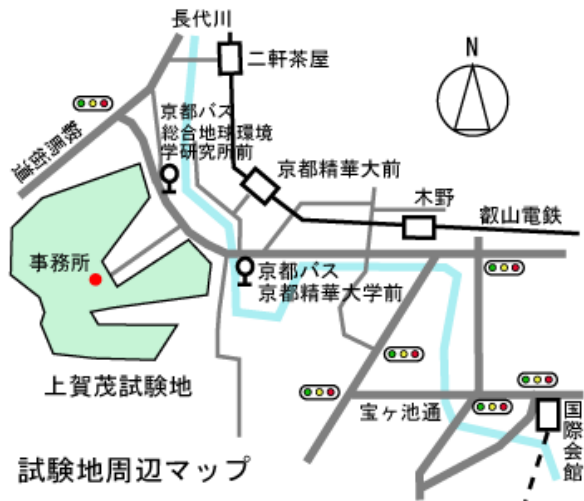 長代川
二軒茶屋
N
鞍馬街道
京都バス
総合地球環境
学研究所前
京都精華大前
木野
叡山電鉄
事務所
京都バス
京都精華大学前
上賀茂試験地
宝ヶ池通
国際会館
試験地周辺マップ